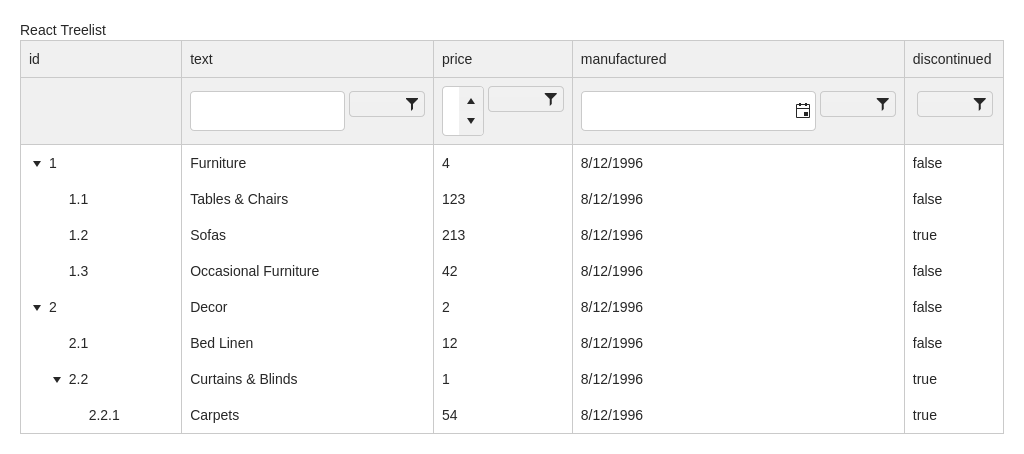 React Treelist
id text price manufactured discontinued
1 Furniture 4 8/12/1996 false
1.1 Tables & Chairs 123 8/12/1996 false
1.2 Sofas 213 8/12/1996 true
1.3 Occasional Furniture 42 8/12/1996 false
2 Decor 2 8/12/1996 false
2.1 Bed Linen 12 8/12/1996 false
2.2 Curtains & Blinds 1 8/12/1996 true
2.2.1 Carpets 54 8/12/1996 true